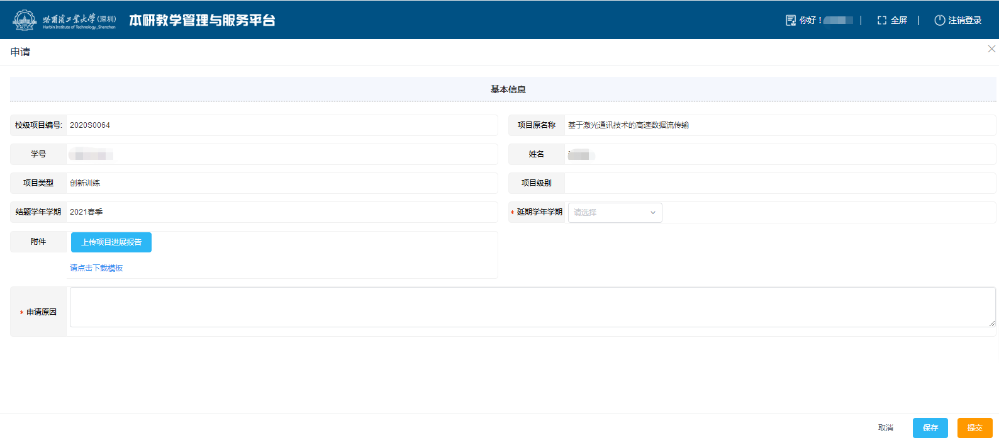 哈爾濱工業大學(深圳)
Harbin Institute of Technology, Shenzhen
本研教学管理与服务平台
你好！
全屏
注销登录
申请
基本信息
校级项目编号: 2020S0064
项目原名称 基于激光通讯技术的高速数据流传输
学号
姓名
项目类型 创新训练
项目级别
结题学年学期 2021春季
* 延期学年学期 请选择
附件 上传项目进展报告
请点击下载模板
* 申请原因
取消 保存 提交